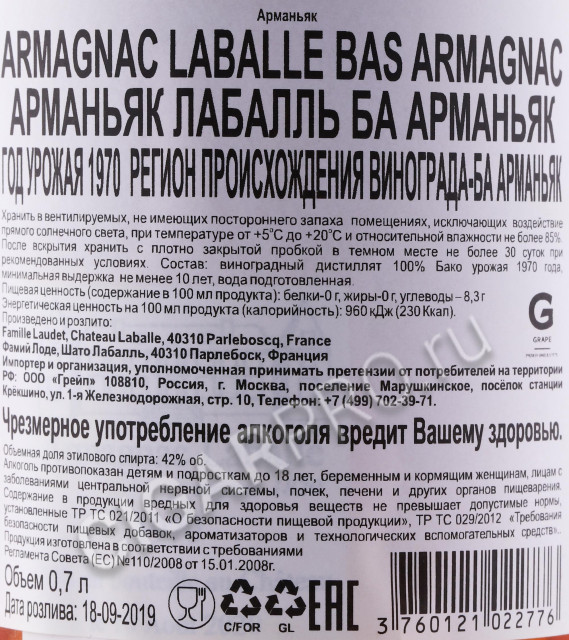 Арманьяк
ARMAGNAC LABALLE BAS ARMAGNAC
АРМАНЬЯК ЛАБАЛЛЬ БА АРМАНЬЯК
ГОД УРОЖАЯ 1970 РЕГИОН ПРОИСХОЖДЕНИЯ ВИНОГРАДА-БА АРМАНЬЯК
Хранить в вентилируемых, не имеющих постороннего запаха помещениях, исключающих воздействие
прямого солнечного света, при температуре от +5°С до +20°С и относительной влажности не более 85%.
После вскрытия хранить с плотно закрытой пробкой в темном месте не более 30 суток при
рекомендованных условиях. Состав: виноградный дистиллят 100% Бако урожая 1970 года,
минимальная выдержка не менее 10 лет, вода подготовленная.
Пищевая ценность (содержание в 100 мл продукта): белки-0 г, жиры-0 г, углеводы – 8,3 г
Энергетическая ценность на 100 мл продукта (калорийность): 960 кДж (230 Ккал).
Произведено и розлито:
Famille Laudet, Chateau Laballe, 40310 Parleboscq, France
Фамий Лоде, Шато Лабалль, 40310 Парлебоск, Франция
G
GRAPE
Импортер и организация, уполномоченная принимать претензии от потребителей на территории
РФ: ООО «Грейп» 108810, Россия, г. Москва, поселение Марушкинское, посёлок станции
Крёкшино, ул. 1-я Железнодорожная, стр. 10, Телефон: +7 (499) 702-39-71.
Чрезмерное употребление алкоголя вредит Вашему здоровью.
Объемная доля этилового спирта: 42% об.
Алкоголь противопоказан детям и подросткам до 18 лет, беременным и кормящим женщинам, лицам с
заболеваниями центральной нервной системы, почек, печени и других органов пищеварения.
Содержание в продукции вредных для здоровья веществ не превышает допустимые нормы,
установленные ТР ТС 021/2011 «О безопасности пищевой продукции», ТР ТС 029/2012 «Требования
безопасности пищевых добавок, ароматизаторов и технологических вспомогательных средств»..
Продукция изготовлена в соответствии с требованиями
Регламента Совета (ЕС) №110/2008 от 15.01.2008г.
Объем 0,7 л
Дата розлива: 18-09-2019
C/FOR GL
EAC
3 760121 022776
CIGARPRO.ru